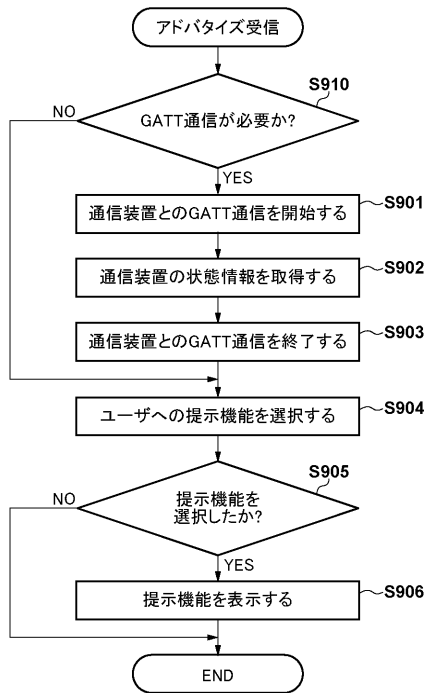 アドバタイズ受信
S910
GATT通信が必要か?
NO
YES
通信装置とのGATT通信を開始する
S901
通信装置の状態情報を取得する
S902
通信装置とのGATT通信を終了する
S903
ユーザへの提示機能を選択する
S904
S905
提示機能を
選択したか?
NO
YES
提示機能を表示する
S906
END